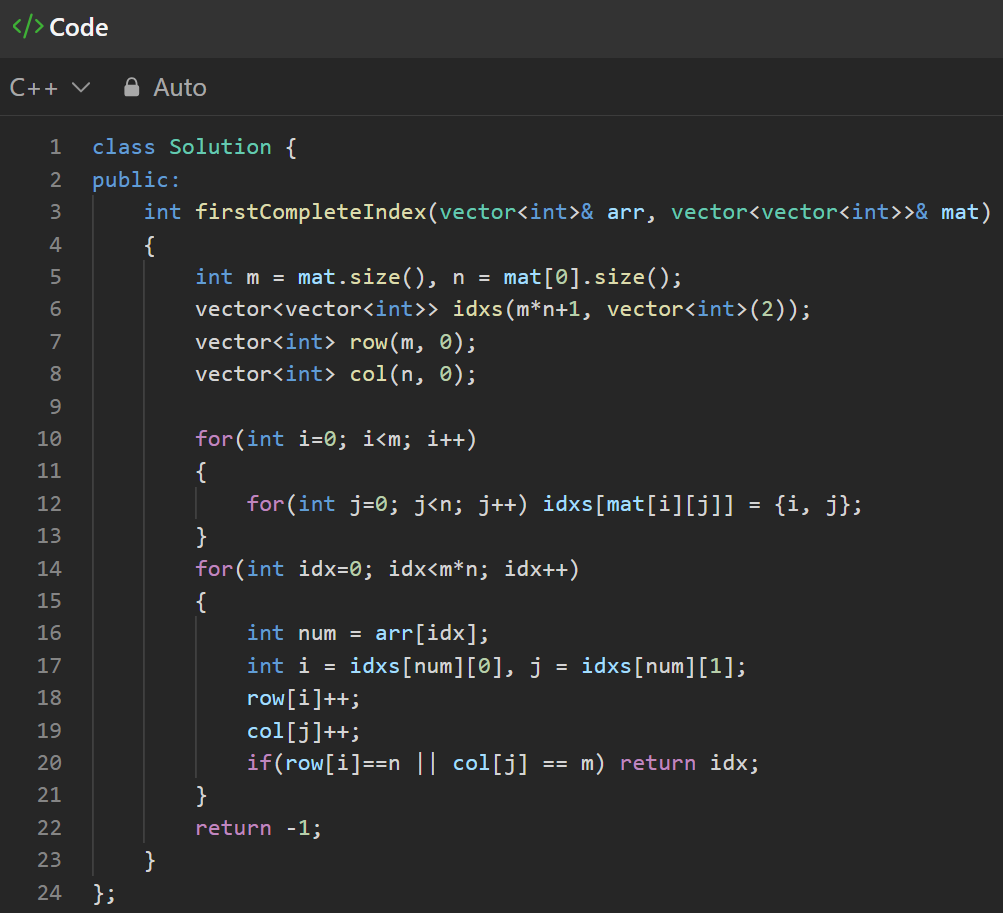 </> Code
C++ Auto
1 class Solution {
2 public:
3     int firstCompleteIndex(vector<int>& arr, vector<vector<int>>& mat)
4     {
5         int m = mat.size(), n = mat[0].size();
6         vector<vector<int>> idxs(m*n+1, vector<int>(2));
7         vector<int> row(m, 0);
8         vector<int> col(n, 0);
9
10         for(int i=0; i<m; i++)
11         {
12             for(int j=0; j<n; j++) idxs[mat[i][j]] = {i, j};
13         }
14         for(int idx=0; idx<m*n; idx++)
15         {
16             int num = arr[idx];
17             int i = idxs[num][0], j = idxs[num][1];
18             row[i]++;
19             col[j]++;
20             if(row[i]==n || col[j] == m) return idx;
21         }
22         return -1;
23     }
24 };